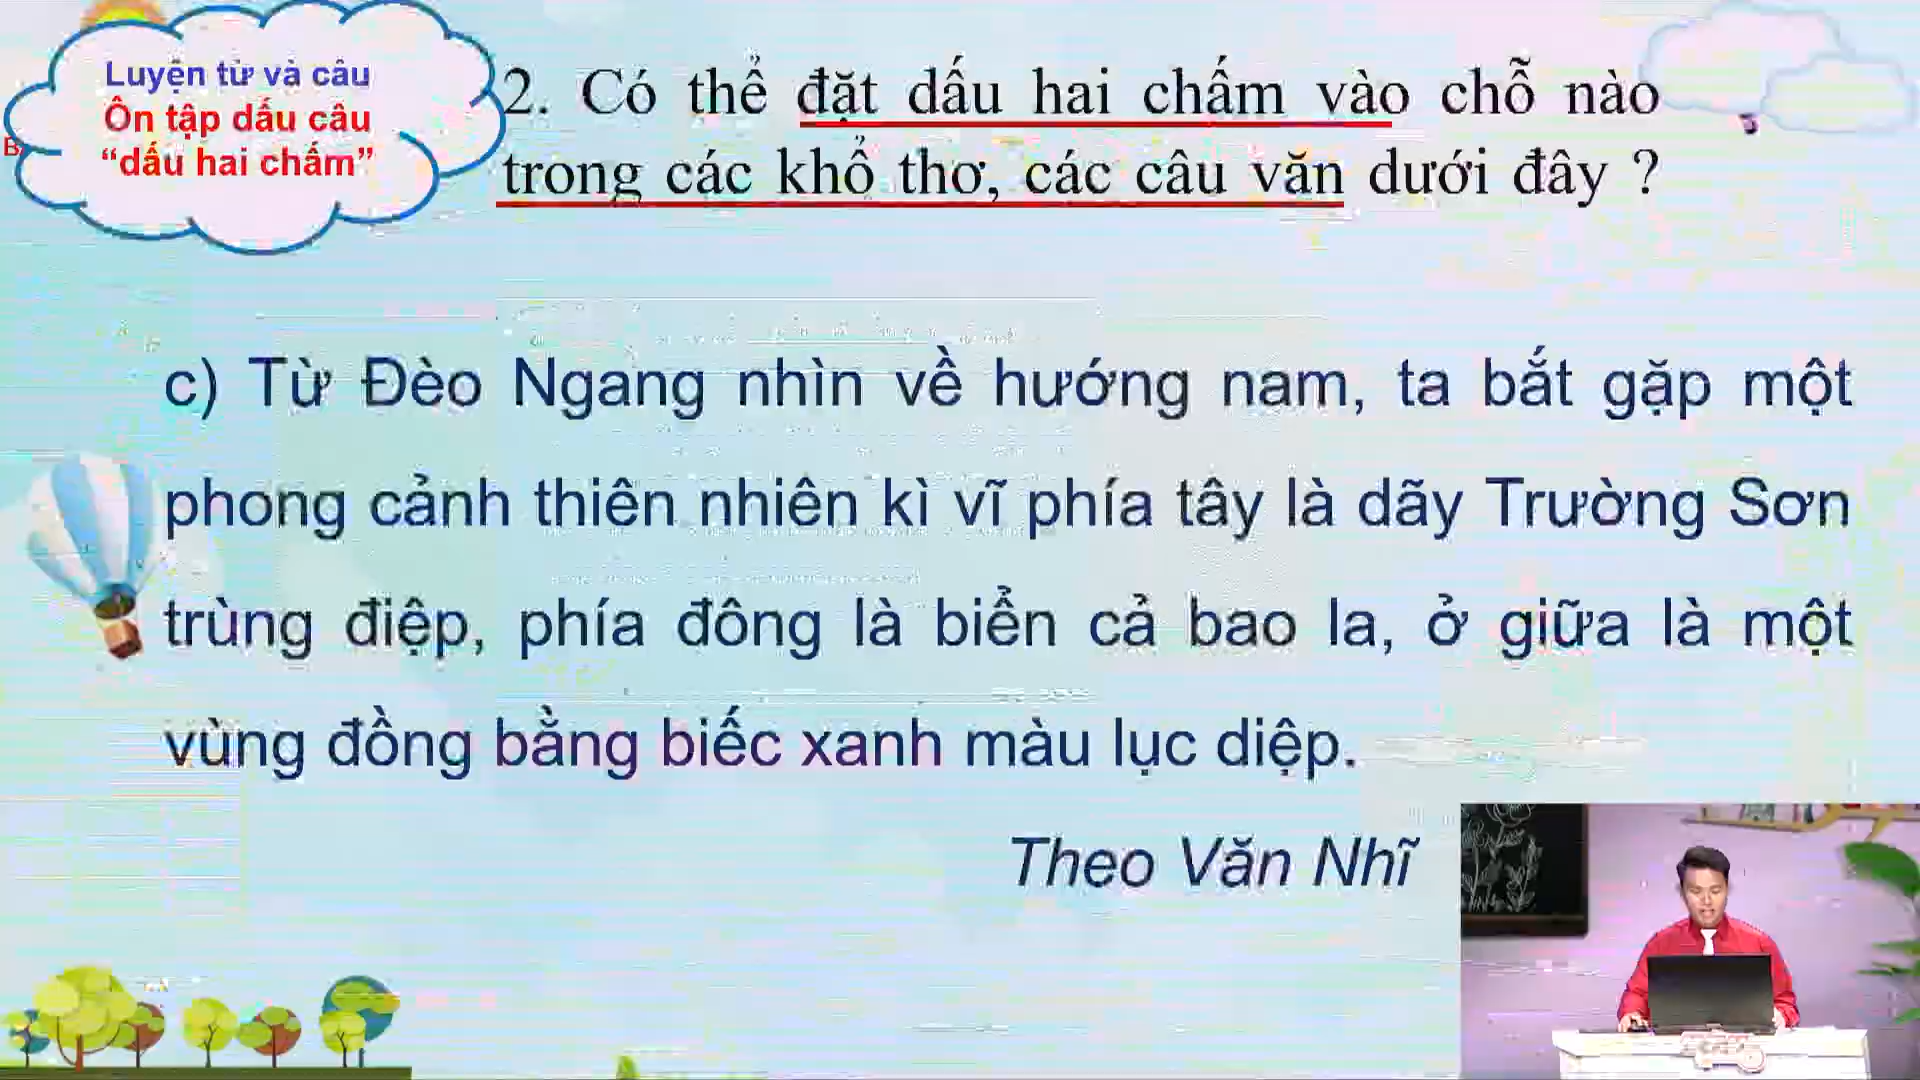 Luyện từ và câu
Ôn tập dấu câu
“dấu hai chấm”
B
2. Có thể đặt dấu hai chấm vào chỗ nào
trong các khổ thơ, các câu văn dưới đây ?
c) Từ Đèo Ngang nhìn về hướng nam, ta bắt gặp một
phong cảnh thiên nhiên kì vĩ phía tây là dãy Trường Sơn
trùng điệp, phía đông là biển cả bao la, ở giữa là một
vùng đồng bằng biếc xanh màu lục diệp.
Theo Văn Nhĩ